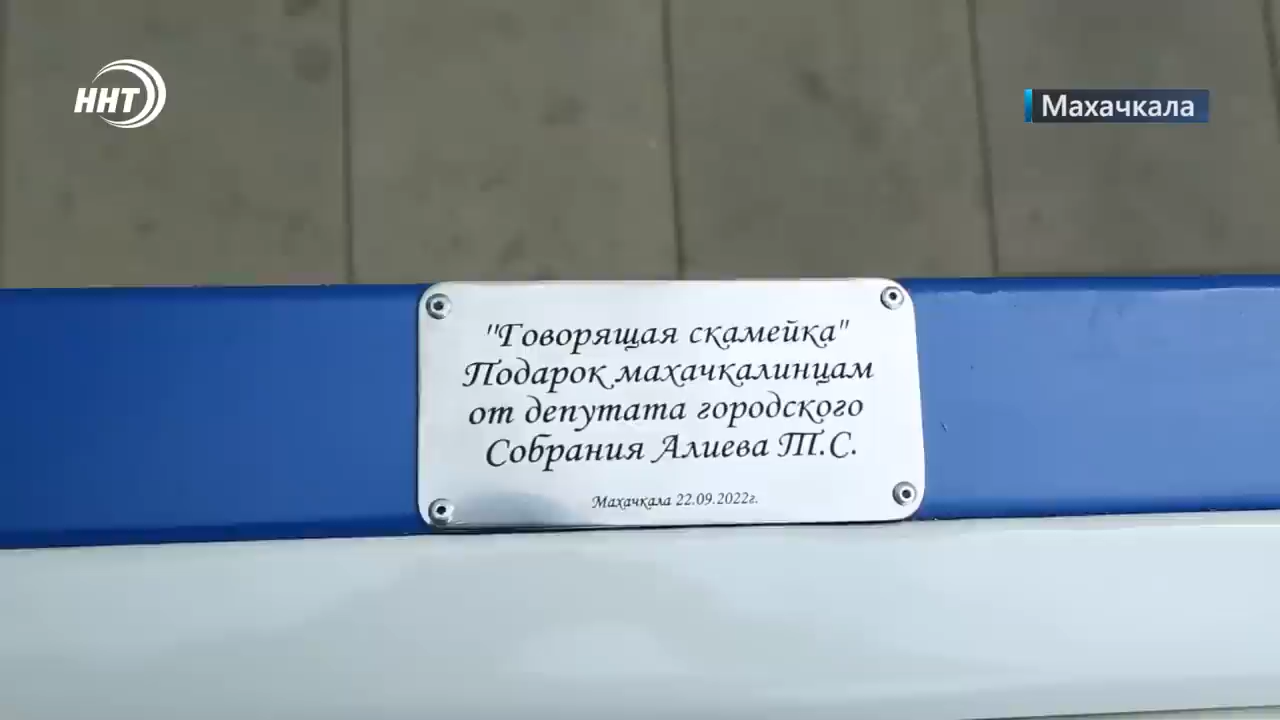 ННТ
Махачкала
"Говорящая скамейка"
Подарок махачкалинцам
от депутата городского
Собрания Алиева Т.С.
Махачкала 22.09.2022г.